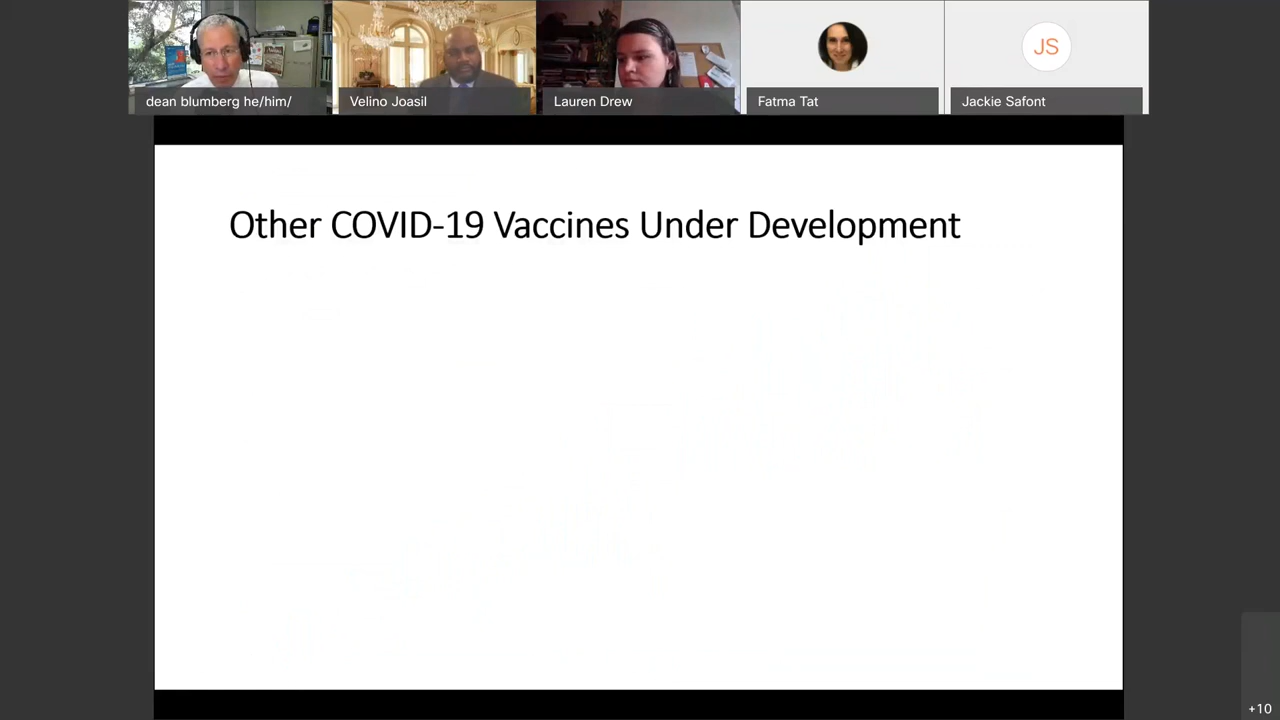 dean blumberg he/him/
Velino Joasil
Lauren Drew
Fatma Tat
JS
Jackie Safont
Other COVID-19 Vaccines Under Development
+10